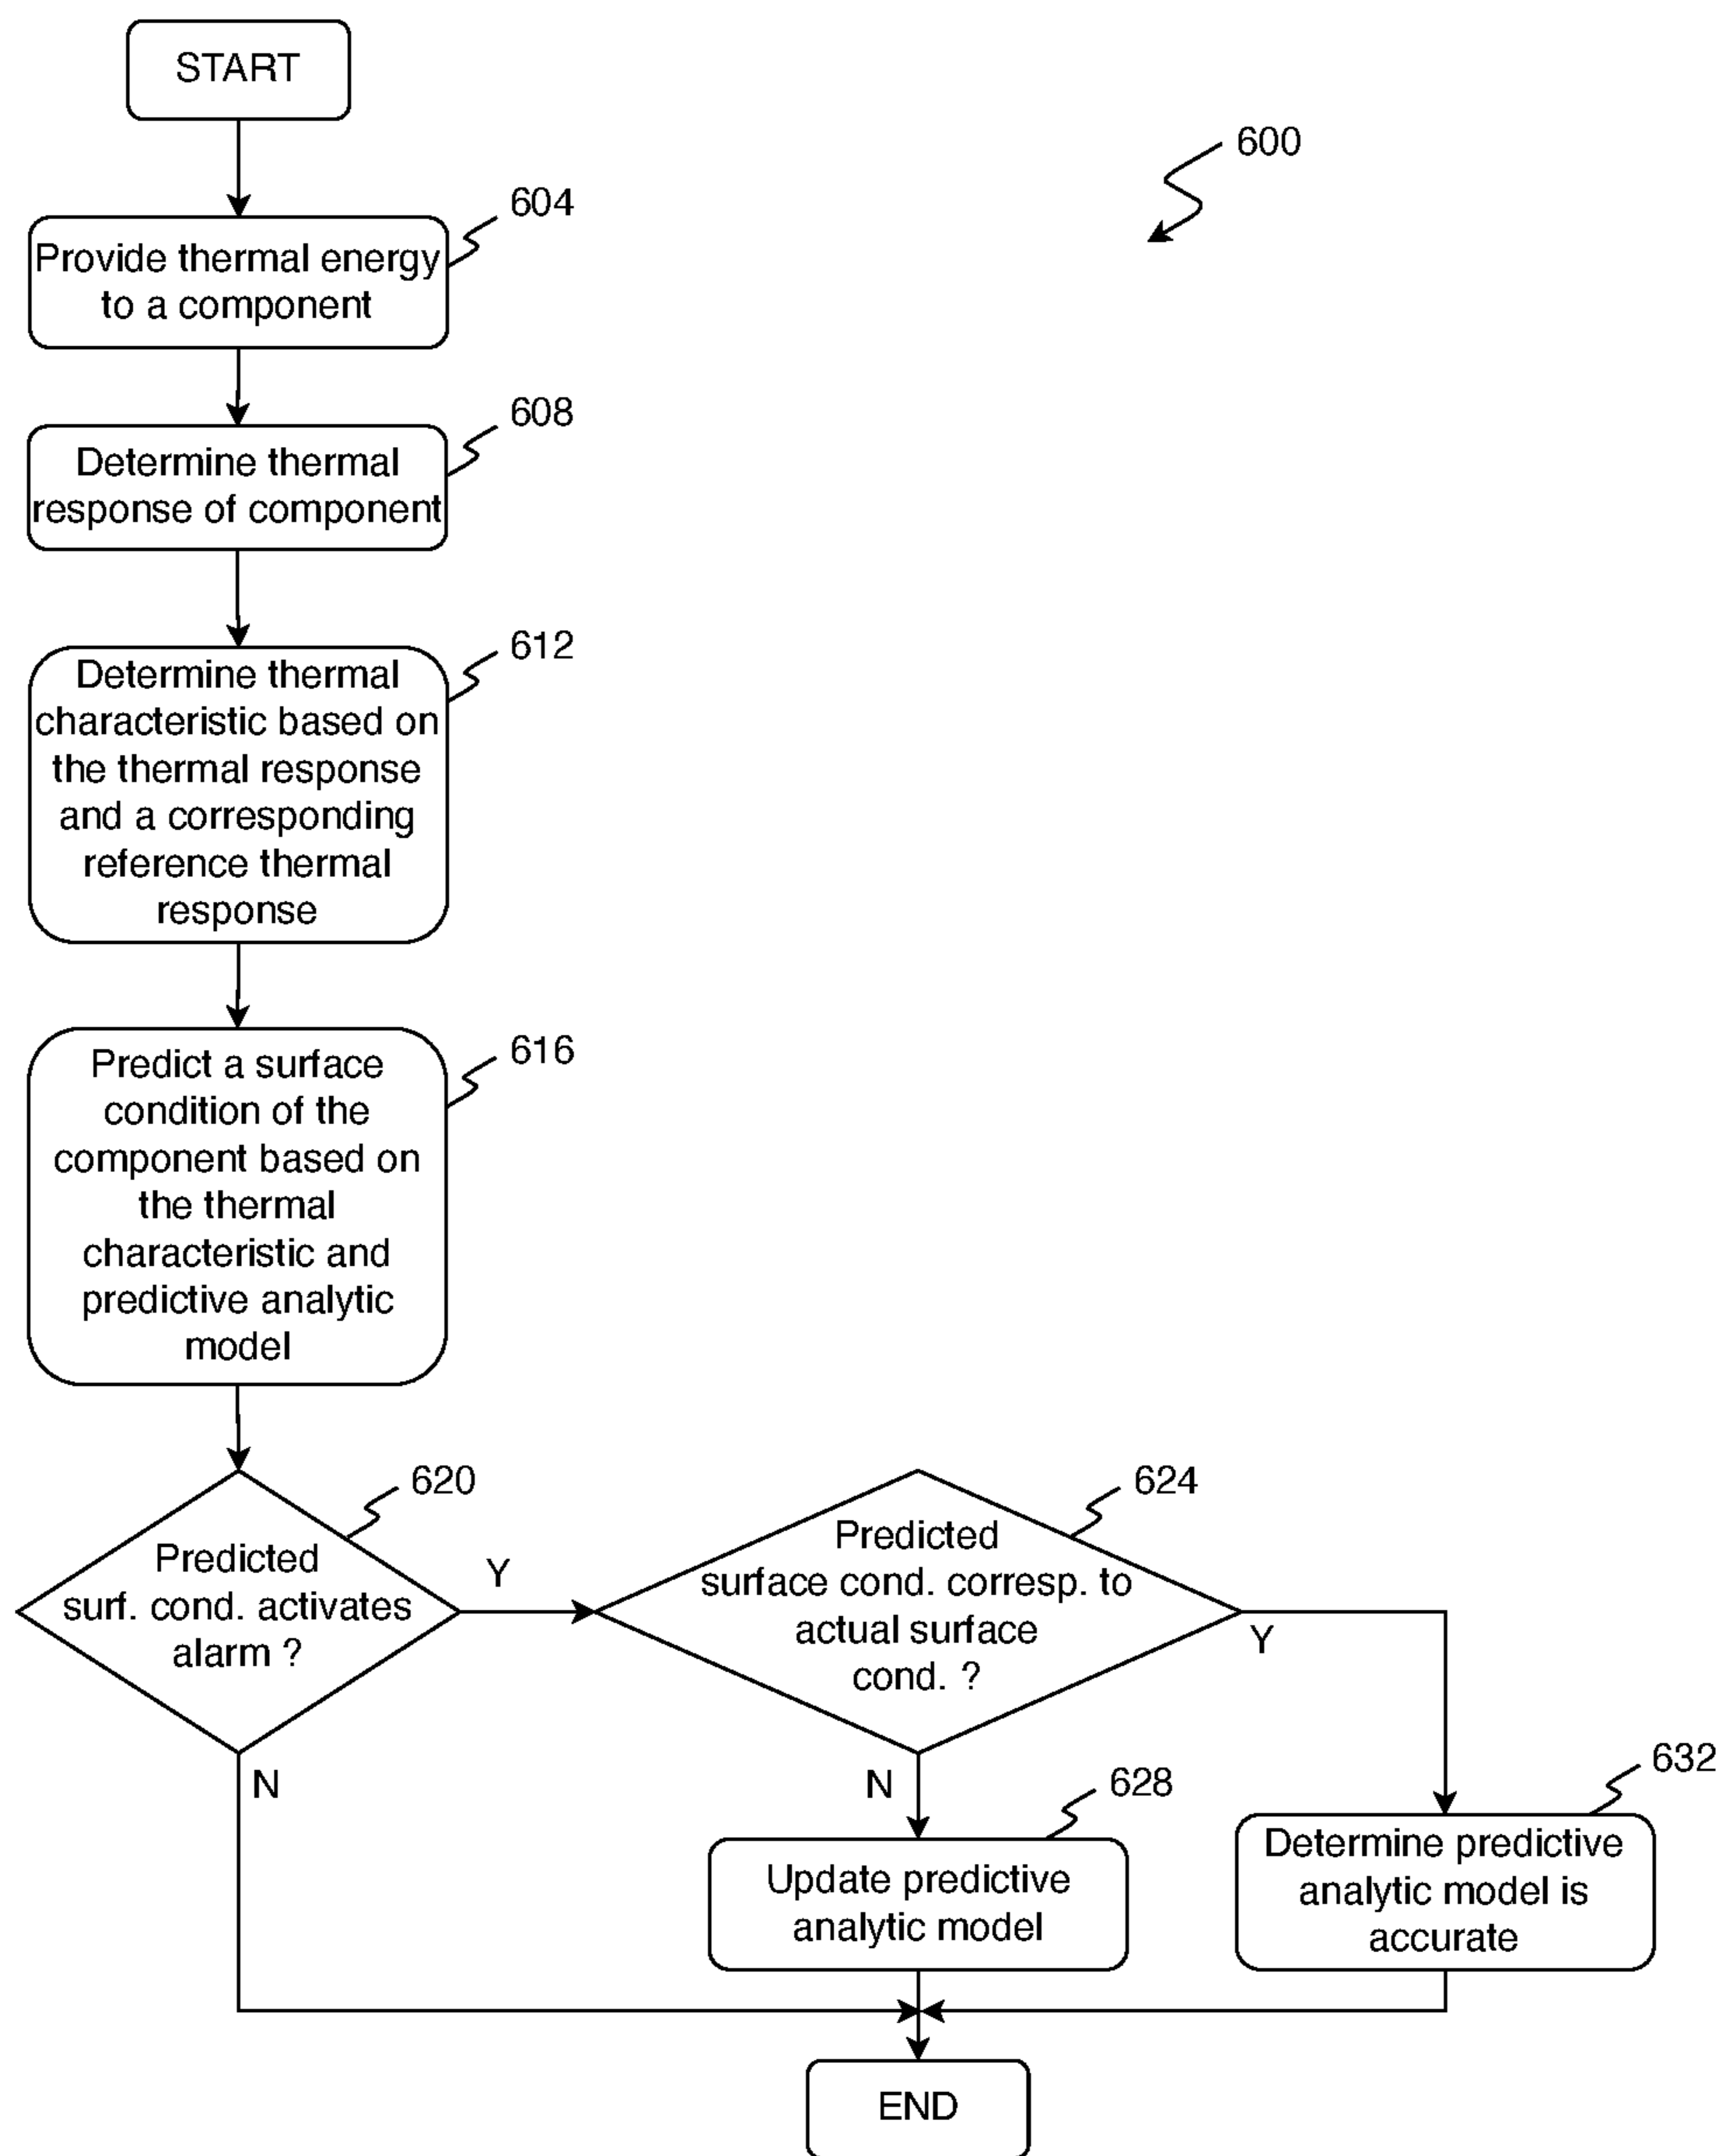 START
600
604
Provide thermal energy
to a component
608
Determine thermal
response of component
612
Determine thermal
characteristic based on
the thermal response
and a corresponding
reference thermal
response
616
Predict a surface
condition of the
component based on
the thermal
characteristic and
predictive analytic
model
620
Predicted
surf. cond. activates
alarm ?
Y
N
624
Predicted
surface cond. corresp. to
actual surface
cond. ?
Y
N
628
Update predictive
analytic model
632
Determine predictive
analytic model is
accurate
END